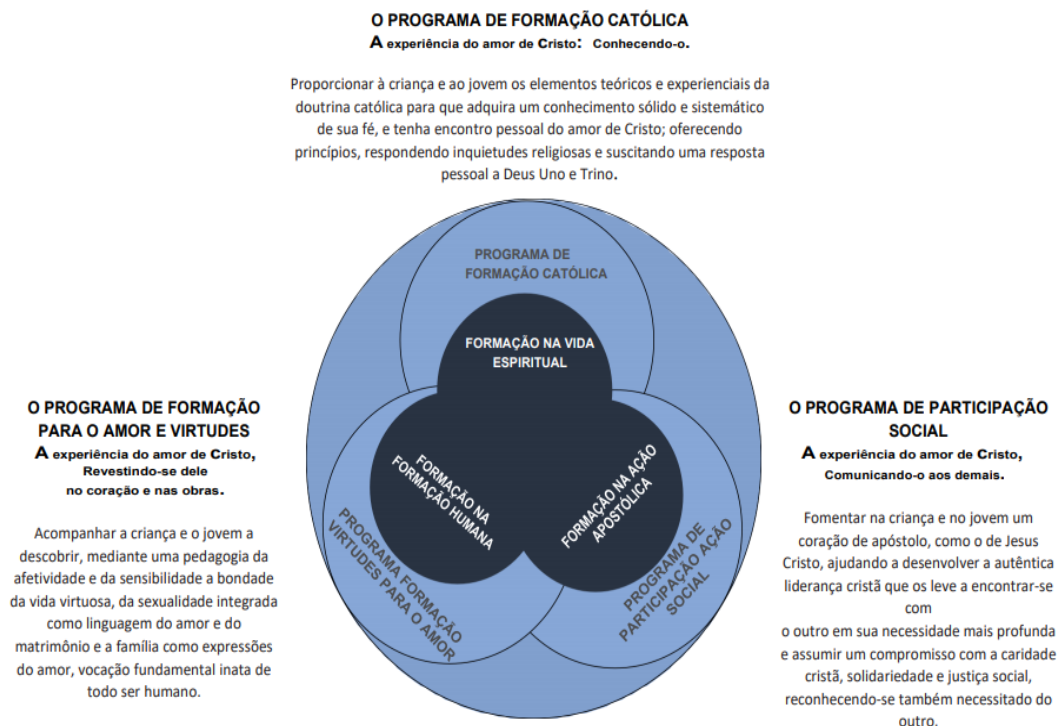 O PROGRAMA DE FORMAÇÃO CATÓLICA
A experiência do amor de Cristo: Conhecendo-o.
Proporcionar à criança e ao jovem os elementos teóricos e experienciais da
doutrina católica para que adquira um conhecimento sólido e sistemático
de sua fé, e tenha encontro pessoal do amor de Cristo; oferecendo
princípios, respondendo inquietudes religiosas e suscitando uma resposta
pessoal a Deus Uno e Trino.
PROGRAMA DE
FORMAÇÃO CATÓLICA
FORMAÇÃO NA VIDA
ESPIRITUAL
FORMAÇÃO NA
FORMAÇÃO HUMANA
FORMAÇÃO NA AÇÃO
APOSTÓLICA
PROGRAMA FORMAÇÃO
VIRTUDES PARA O AMOR
PROGRAMA DE
PARTICIPAÇÃO AÇÃO
SOCIAL
O PROGRAMA DE FORMAÇÃO
PARA O AMOR E VIRTUDES
A experiência do amor de Cristo,
Revestindo-se dele
no coração e nas obras.
Acompanhar a criança e o jovem a
descobrir, mediante uma pedagogia da
afetividade e da sensibilidade a bondade
da vida virtuosa, da sexualidade integrada
como linguagem do amor e do
matrimônio e a família como expressões
do amor, vocação fundamental inata de
todo ser humano.
O PROGRAMA DE PARTICIPAÇÃO
SOCIAL
A experiência do amor de Cristo,
Comunicando-o aos demais.
Fomentar na criança e no jovem um
coração de apóstolo, como o de Jesus
Cristo, ajudando a desenvolver a autêntica
liderança cristã que os leve a encontrar-se
com
o outro em sua necessidade mais profunda
e assumir um compromisso com a caridade
cristã, solidariedade e justiça social,
reconhecendo-se também necessitado do
outro.